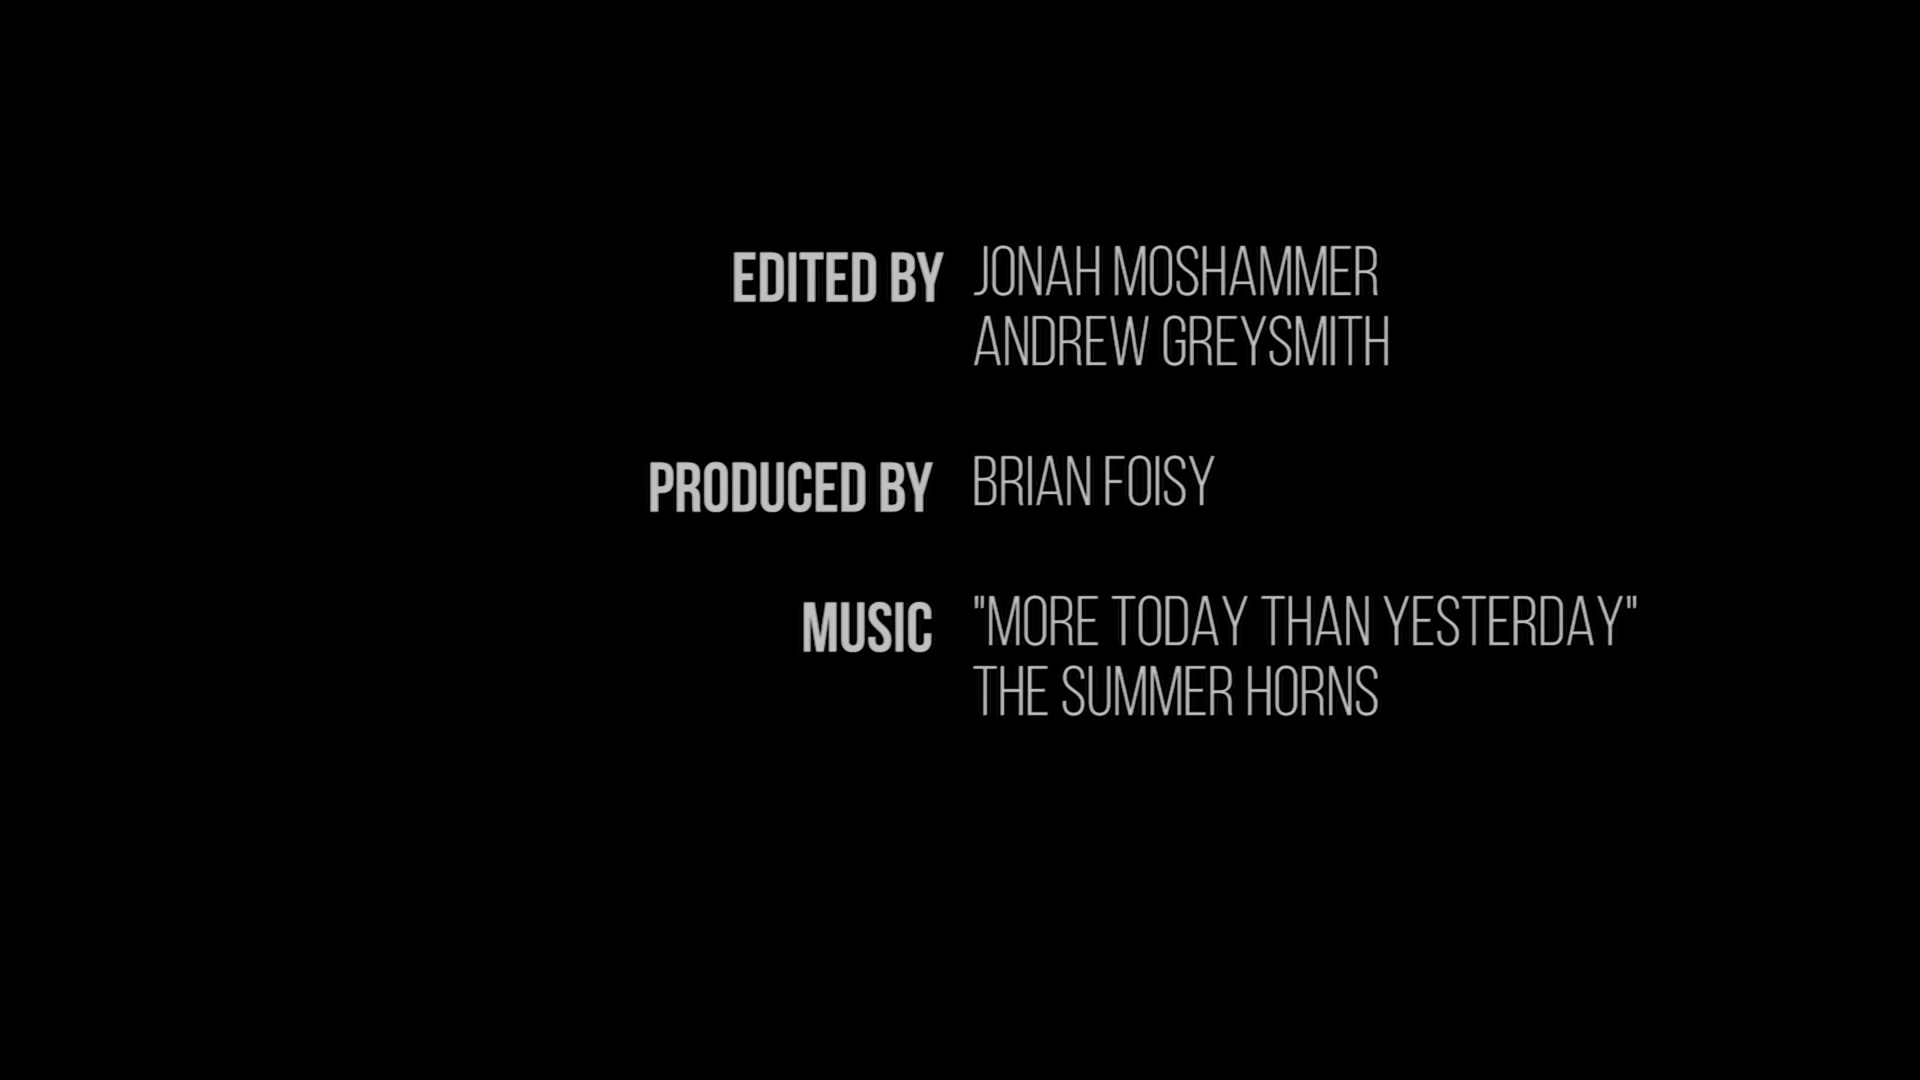 EDITED BY JONAH MOSHAMMER
ANDREW GREYSMITH
PRODUCED BY BRIAN FOISY
MUSIC "MORE TODAY THAN YESTERDAY"
THE SUMMER HORNS